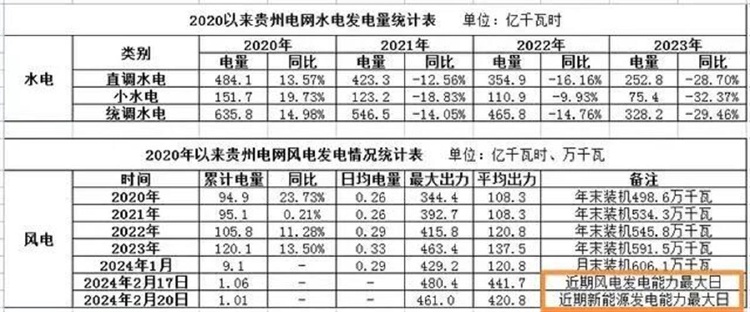 2020以来贵州电网水电发电量统计表 单位：亿千瓦时
水电 类别 2020年 2021年 2022年 2023年
电量 同比 电量 同比 电量 同比 电量 同比
直调水电 484.1 13.57% 423.3 -12.56% 354.9 -16.16% 252.8 -28.70%
小水电 151.7 19.73% 123.2 -18.83% 110.9 -9.93% 75.4 -32.37%
统调水电 635.8 14.98% 546.5 -14.05% 465.8 -14.76% 328.2 -29.46%
2020年以来贵州电网风电发电情况统计表 单位：亿千瓦时、万千瓦
风电 时间 累计电量 同比 日均电量 最大出力 平均出力 备注
2020年 94.9 23.73% 0.26 344.4 108.3 年末装机498.6万千瓦
2021年 95.1 0.21% 0.26 392.7 108.3 年末装机534.3万千瓦
2022年 105.8 11.28% 0.29 415.8 120.8 年末装机545.8万千瓦
2023年 120.1 13.50% 0.33 463.4 137.5 年末装机591.5万千瓦
2024年1月 9.1 - 0.29 429.2 120.8 月末装机606.1万千瓦
2024年2月17日 1.06 - - 480.4 441.7 近期风电发电能力最大日
2024年2月20日 1.01 - - 461.0 420.8 近期新能源发电能力最大日